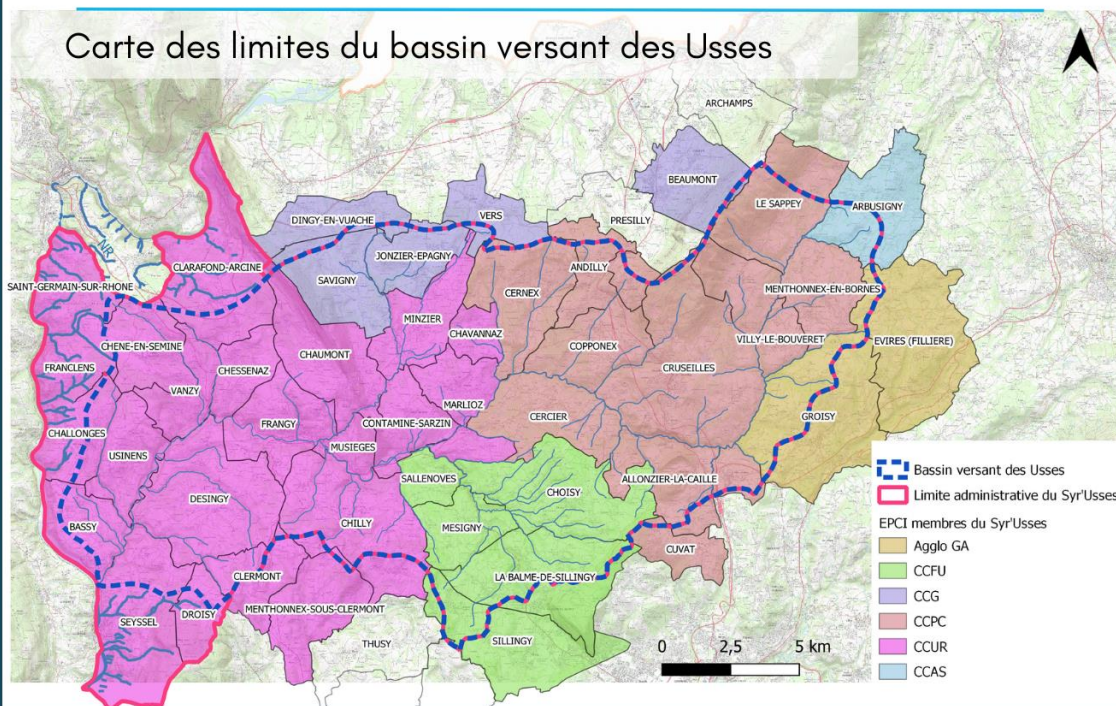 Carte des limites du bassin versant des Usses
ARCHAMPS
BEAUMONT
LE SAPPEY
ARBUSIGNY
DINGY-EN-VUACHE
VERS
PRESILLY
NR
CLARAFOND-ARCINE
JONZIER-EPAGNY
ANDILLY
SAVIGNY
SAINT-GERMAIN-SUR-RHONE
CERNEX
MENTHONNEX-EN-BORNES
MINZIER
CHAVANNAZ
CHENE-EN-SEMINE
CHAUMONT
COPPONEX
VILLY-LE-BOUVERET
EVIRES (FILLIERE)
FRANCLENS
CHESSENAZ
CRUSEILLES
VANZY
MARLIOZ
CERCIER
GROISY
CHALLONGES
FRANGY
CONTAMINE-SARZIN
MUSIEGES
USINENS
SALLENOVES
ALLONZIER-LA-CAILLE
CHOISY
DESINGY
BASSY
CHILLY
MESIGNY
CUVAT
CLERMONT
LA BALME-DE-SILLINGY
MENTHONNEX-SOUS-CLERMONT
SEYSSEL
DROISY
THUSY
SILLINGY
0 2,5 5 km
Bassin versant des Usses
Limite administrative du Syr'Usses
EPCI membres du Syr'Usses
Agglo GA
CCFU
CCG
CCPC
CCUR
CCAS